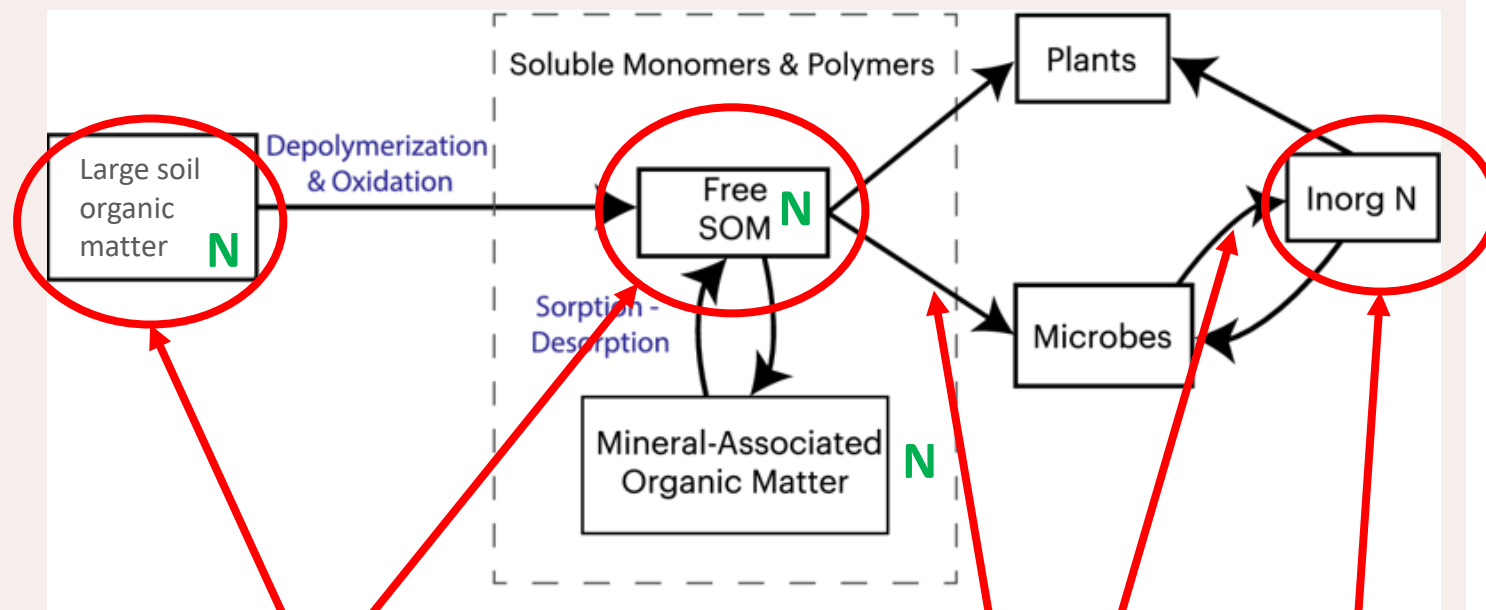 Soluble Monomers & Polymers
Plants
Large soil
organic
matter
N
Depolymerization
& Oxidation
Free
SOM
N
Inorg N
Sorption -
Desorption
Microbes
Mineral-Associated
Organic Matter
N